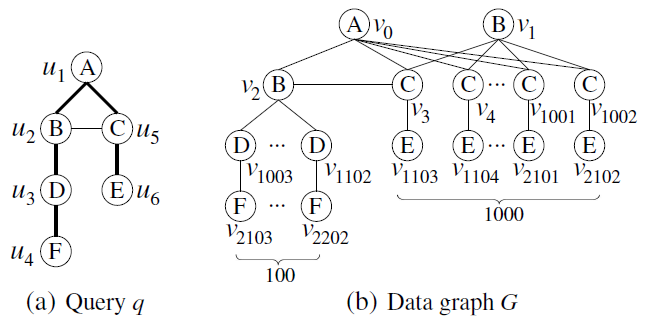 A v0 B v1
u1 A
v2 B C C ··· C C
v3 v4 v1001 v1002
u2 B C u5
D ··· D E E ··· E E
v1003 v1102 v1103 v1104 v2101 v2102
u3 D E u6
F ··· F
v2103 v2202
1000
u4 F
100
(a) Query q (b) Data graph G